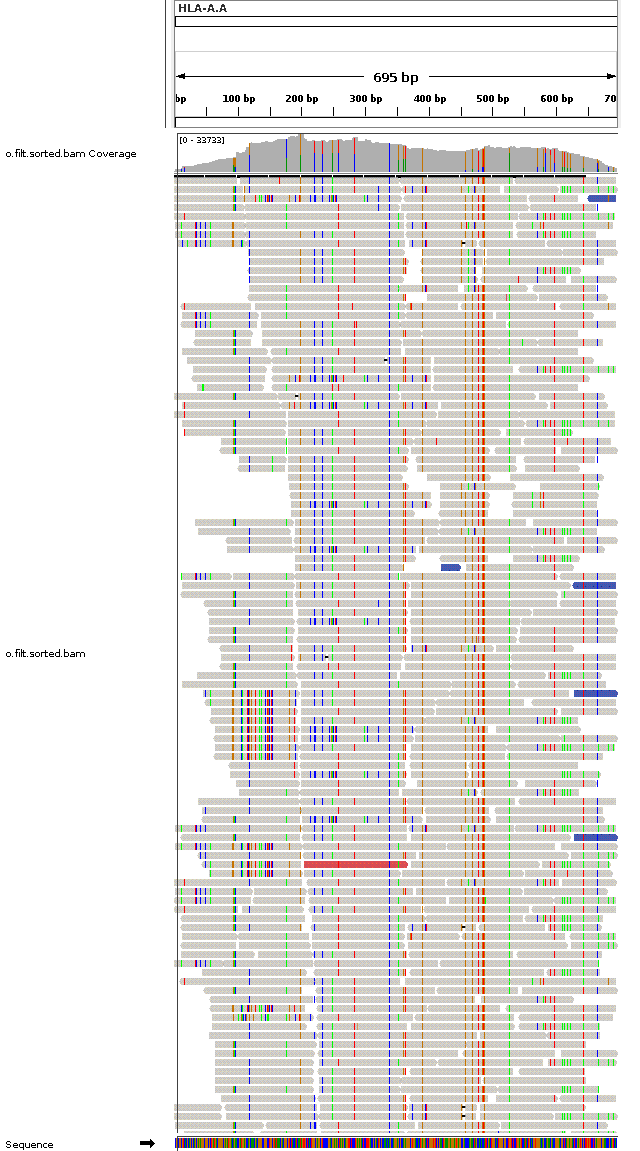 HLA-A.A
695 bp
bp 100 bp 200 bp 300 bp 400 bp 500 bp 600 bp 70
[0 - 33733]
o.filt.sorted.bam Coverage
o.filt.sorted.bam
Sequence